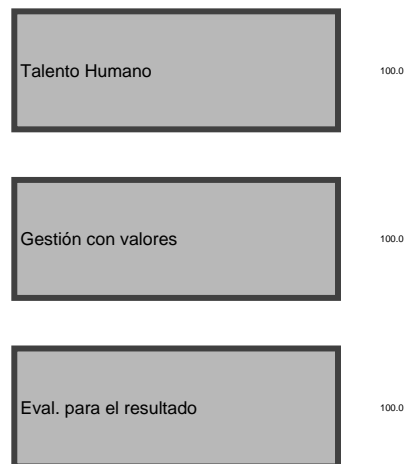 Talento Humano 100.0
Gestión con valores 100.0
Eval. para el resultado 100.0